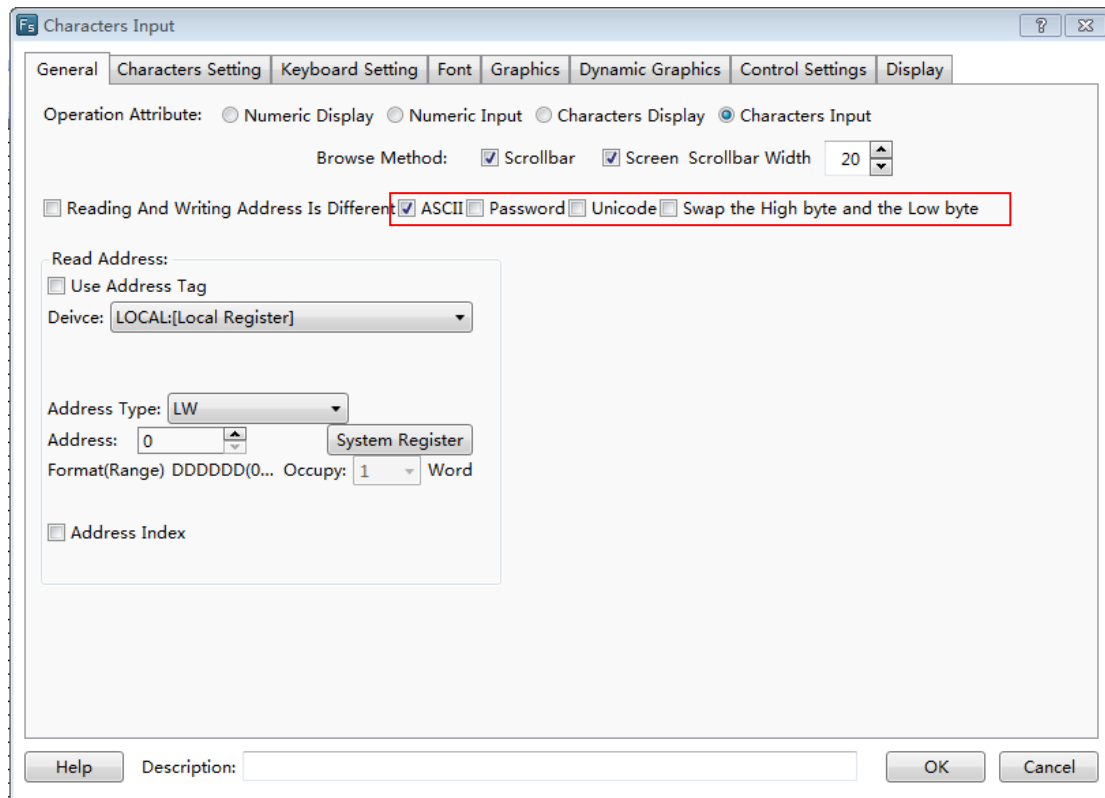 Fs Characters Input
General Characters Setting Keyboard Setting Font Graphics Dynamic Graphics Control Settings Display
Operation Attribute: Numeric Display Numeric Input Characters Display Characters Input
Browse Method: Scrollbar Screen Scrollbar Width 20
Reading And Writing Address Is Different ASCII Password Unicode Swap the High byte and the Low byte
Read Address:
Use Address Tag
Deivce: LOCAL:[Local Register]
Address Type: LW
Address: 0 System Register
Format(Range) DDDDDD(0... Occupy: 1 Word
Address Index
Help Description: OK Cancel